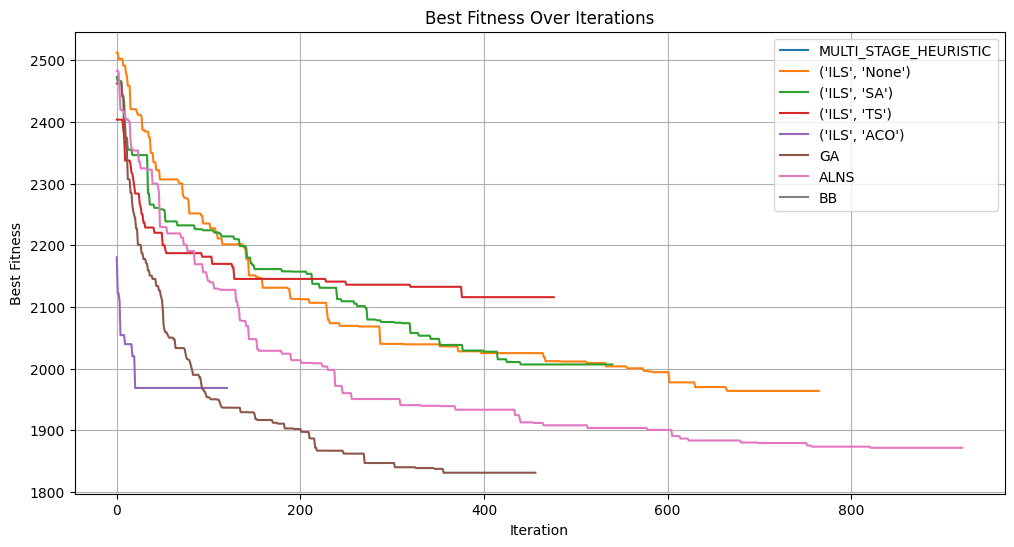 Best Fitness Over Iterations
Best Fitness
2500
2400
2300
2200
2100
2000
1900
1800
MULTI_STAGE_HEURISTIC
('ILS', 'None')
('ILS', 'SA')
('ILS', 'TS')
('ILS', 'ACO')
GA
ALNS
BB
0
200
400
600
800
Iteration